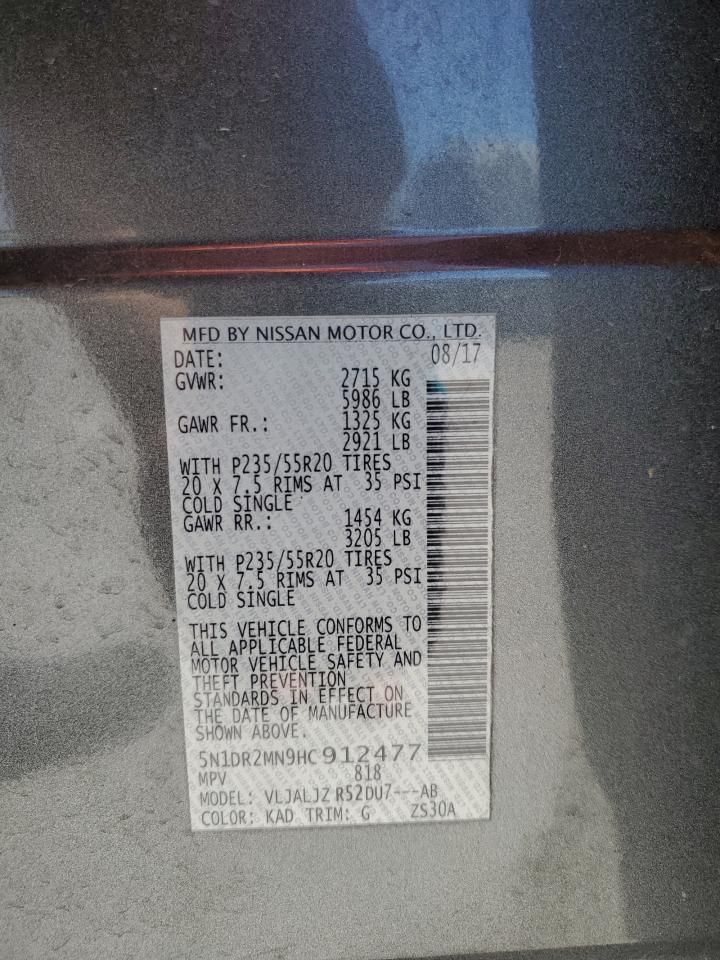 MFD BY NISSAN MOTOR CO., LTD.
DATE: 08/17
GVWR: 2715 KG
5986 LB
GAWR FR.: 1325 KG
2921 LB
WITH P235/55R20 TIRES
20 X 7.5 RIMS AT 35 PSI
COLD SINGLE
GAWR RR.: 1454 KG
3205 LB
WITH P235/55R20 TIRES
20 X 7.5 RIMS AT 35 PSI
COLD SINGLE
THIS VEHICLE CONFORMS TO
ALL APPLICABLE FEDERAL
MOTOR VEHICLE SAFETY AND
THEFT PREVENTION
STANDARDS IN EFFECT ON
THE DATE OF MANUFACTURE
SHOWN ABOVE.
5N1DR2MN9HC912477
MPV 818
MODEL: VLJALJZ R52DU7---AB
COLOR: KAD TRIM: G ZS30A